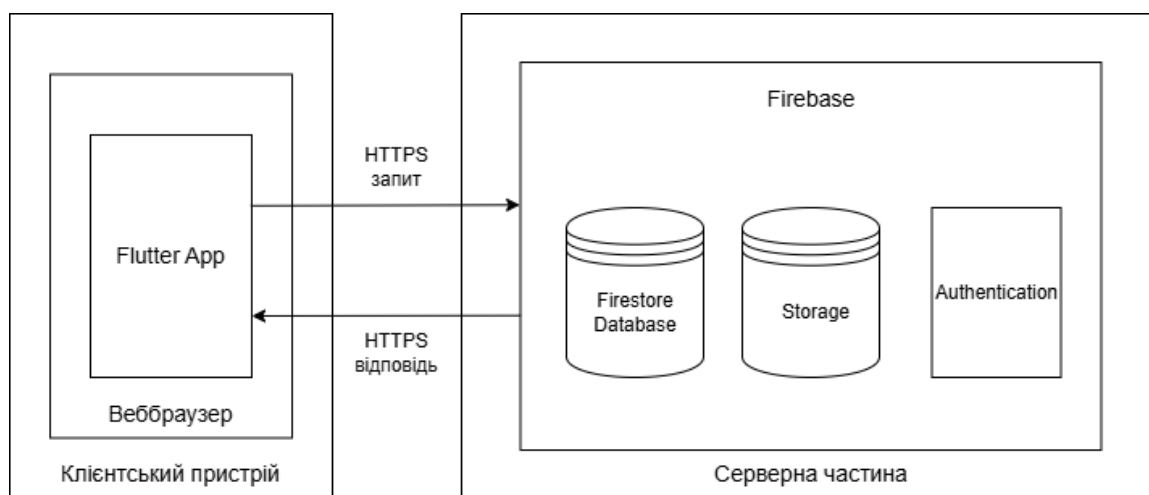 Firebase
HTTPS
запит
Flutter App
Firestore
Database
Storage
Authentication
HTTPS
відповідь
Веббраузер
Клієнтський пристрій
Серверна частина